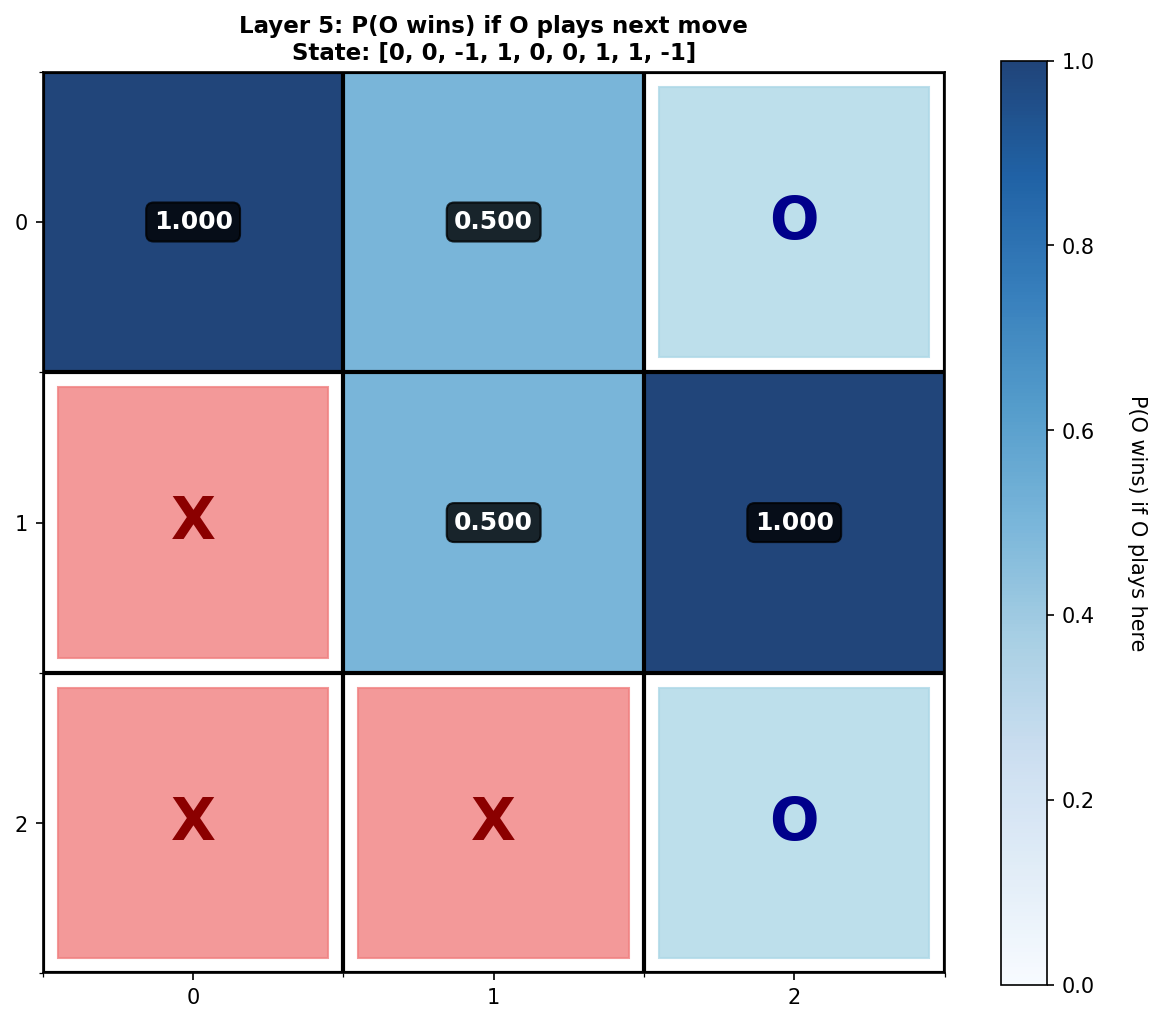 Layer 5: P(O wins) if O plays next move
State: [0, 0, -1, 1, 0, 0, 1, 1, -1]
0
1.000
0.500
O
1
X
0.500
1.000
2
X
X
O
0
1
2
1.0
0.8
0.6
0.4
0.2
0.0
P(O wins) if O plays here